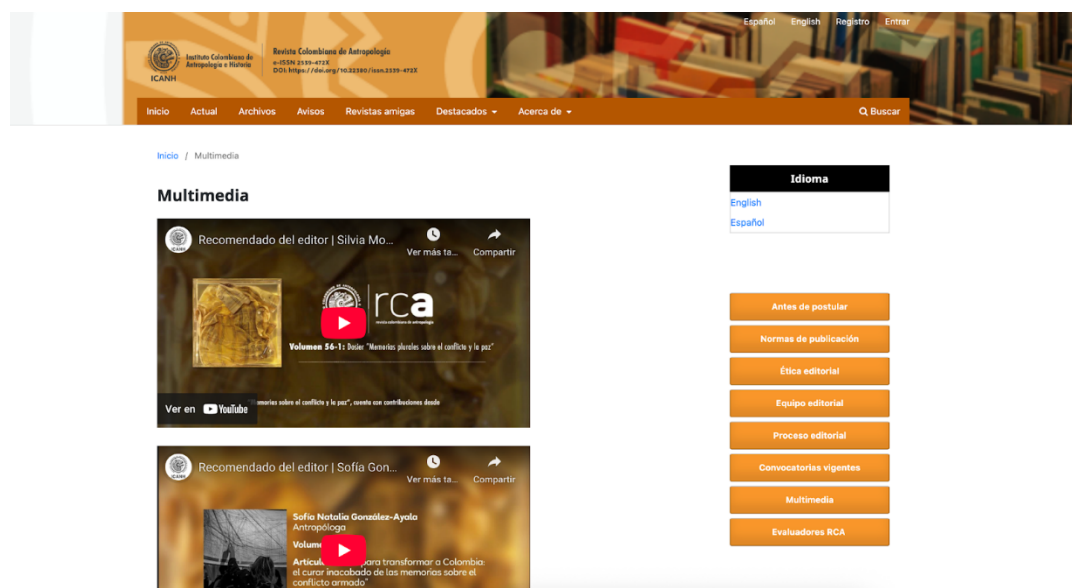 Español English Registro Entrar
ICANH
Instituto Colombiano de
Antropología e Historia
Revista Colombiana de Antropología
e-ISSN 2539-472X
DOI: https://doi.org/10.22380/issn.2539-472X
Inicio Actual Archivos Avisos Revistas amigas Destacados Acerca de Buscar
Inicio / Multimedia
Multimedia
Recomendado del editor | Silvia Mo...
Ver más ta...
Compartir
rca
revista colombiana de antropología
Volumen 56-1: Dosier "Memorias plurales sobre el conflicto y la paz"
"Memorias sobre el conflicto y la paz", cuenta con contribuciones desde
Ver en YouTube
Recomendado del editor | Sofía Gon...
Ver más ta...
Compartir
Sofía Natalia González-Ayala
Antropóloga
para transformar a Colombia:
el curar inacabado de las memorias sobre el
conflicto armado"
Idioma
English
Español
Antes de postular
Normas de publicación
Ética editorial
Equipo editorial
Proceso editorial
Convocatorias vigentes
Multimedia
Evaluadores RCA